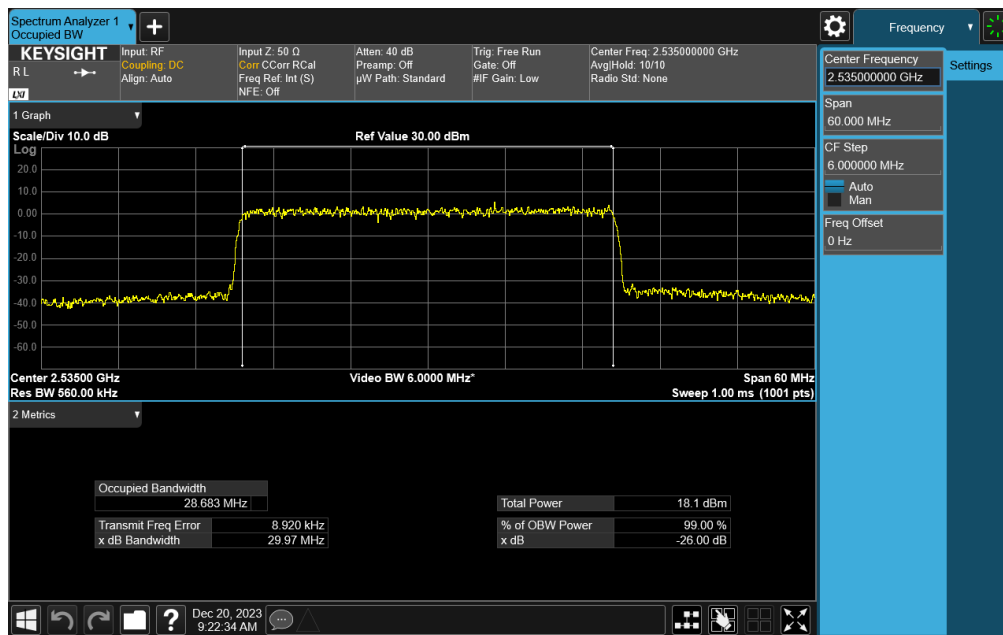 Spectrum Analyzer 1
Occupied BW
Frequency
KEYSIGHT
R L
LXI
Input: RF
Coupling: DC
Align: Auto
Input Z: 50 Ω
Corr CCorr RCal
Freq Ref: Int (S)
NFE: Off
Atten: 40 dB
Preamp: Off
µW Path: Standard
Trig: Free Run
Gate: Off
#IF Gain: Low
Center Freq: 2.535000000 GHz
Avg|Hold: 10/10
Radio Std: None
Center Frequency
2.535000000 GHz
Settings
Span
60.000 MHz
CF Step
6.000000 MHz
Auto
Man
Freq Offset
0 Hz
1 Graph
Scale/Div 10.0 dB
Ref Value 30.00 dBm
Log
20.0
10.0
0.00
-10.0
-20.0
-30.0
-40.0
-50.0
-60.0
Center 2.53500 GHz
Video BW 6.0000 MHz*
Span 60 MHz
Res BW 560.00 kHz
Sweep 1.00 ms (1001 pts)
2 Metrics
Occupied Bandwidth
28.683 MHz
Total Power 18.1 dBm
Transmit Freq Error 8.920 kHz
% of OBW Power 99.00 %
x dB Bandwidth 29.97 MHz
x dB -26.00 dB
Dec 20, 2023
9:22:34 AM